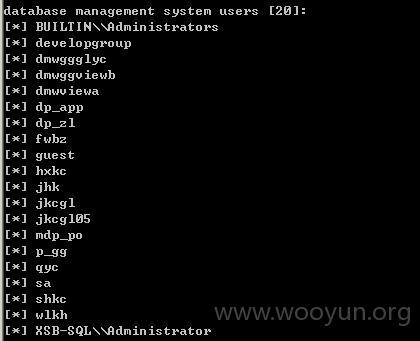 database management system users [20]:
[*] BUILTIN\\Administrators
[*] developgroup
[*] dmwggglyc
[*] dmwggviewb
[*] dmwviewa
[*] dp_app
[*] dp_zl
[*] fwbz
[*] guest
[*] hxkc
[*] jhk
[*] jkcgl
[*] jkcgl05
[*] mdp_po
[*] p_gg
[*] qyc
[*] sa
[*] shkc
[*] wlkh
[*] XSB-SQL\\Administrator
www.wooyun.org